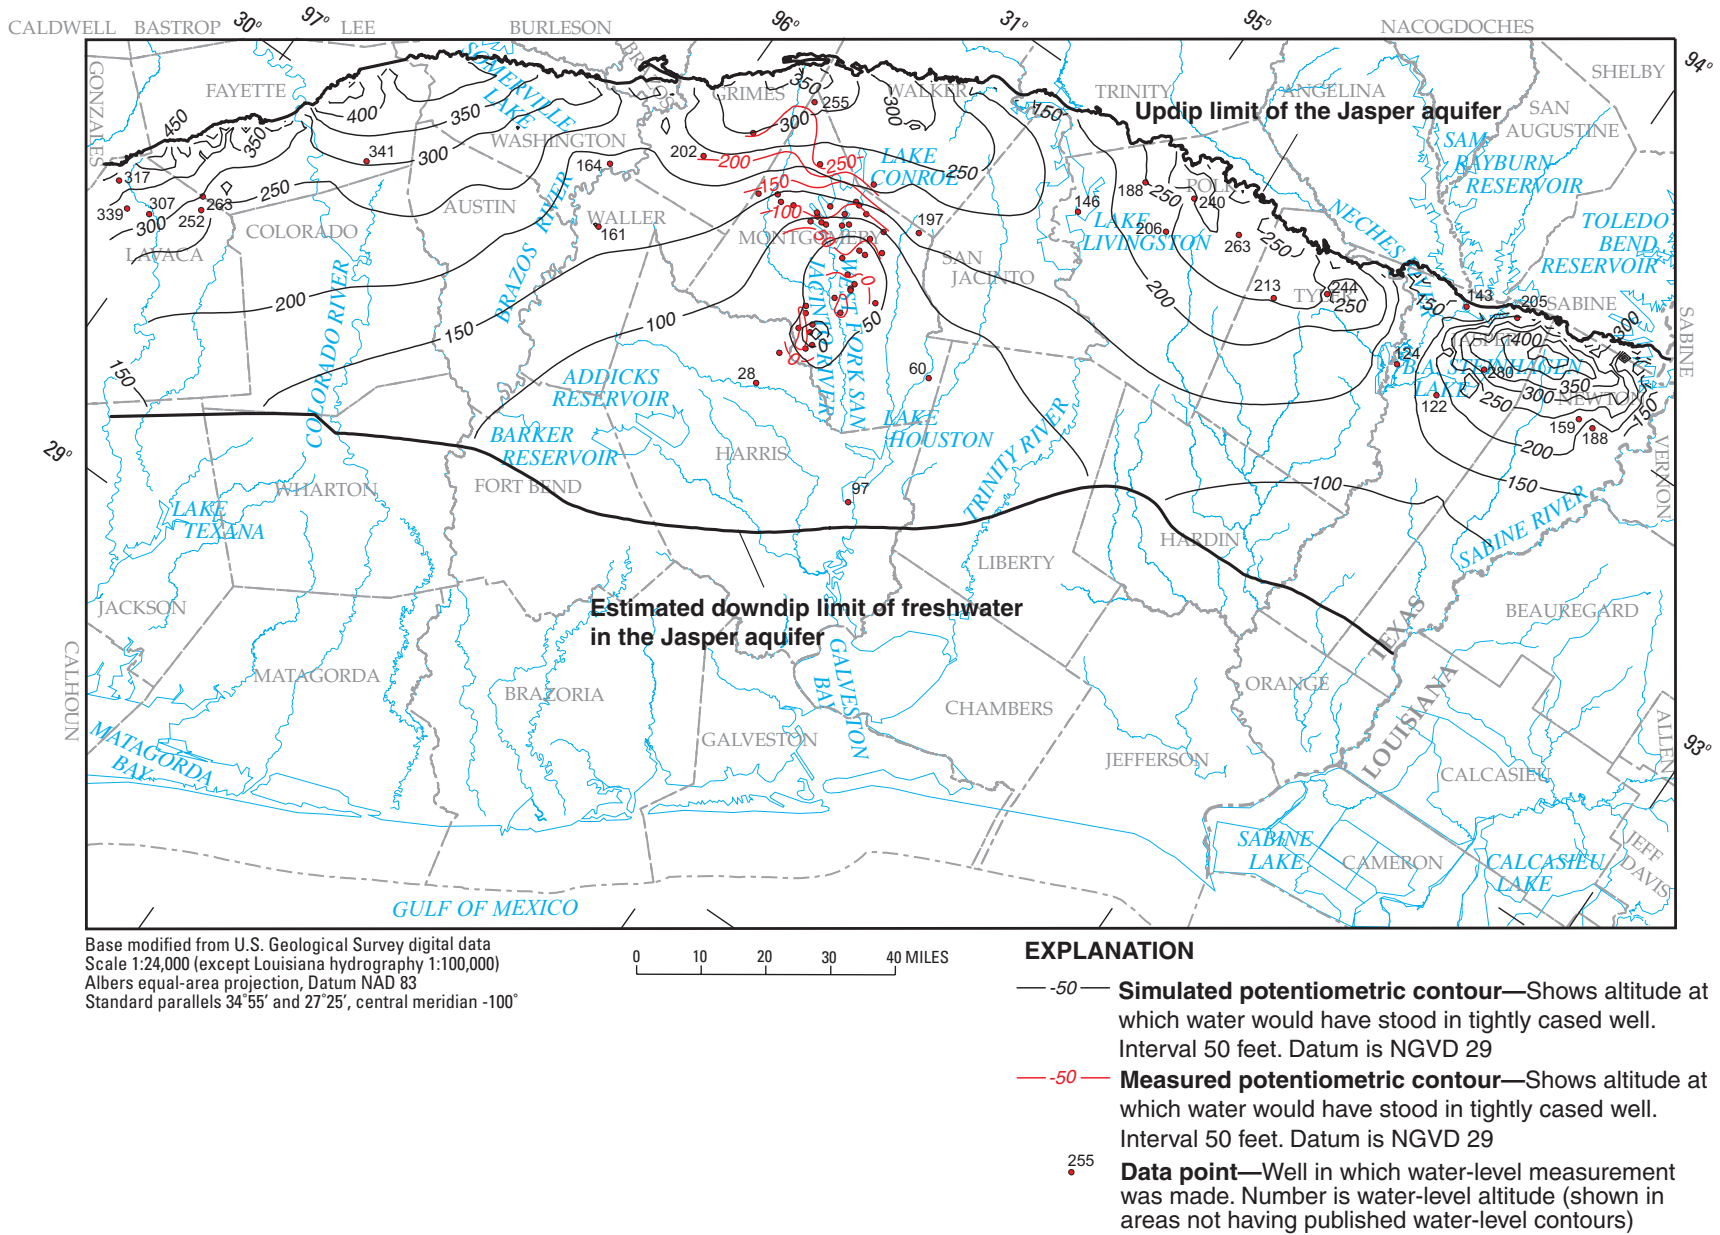 CALDWELL BASTROP 30° 97° LEE BURLESON 96° 31° 95° NACOGDOCHES
94°
SHELBY
GONZALES
FAYETTE
SOMERVILLE
LAKE
BRAZOS
GRIMES
WALKER
TRINITY
ANGELINA
SAN
AUGUSTINE
Updip limit of the Jasper aquifer
450
400
350
350
350
255
300
300
250
WASHINGTON
300
341
164
202
200
250
250
LAKE
CONROE
SAM
RAYBURN
RESERVOIR
317
339
307
300
252
263
250
150
100
188
250
POLK
240
146
LAKE
LIVINGSTON
206
263
250
NECHES
TOLEDO
BEND
RESERVOIR
AUSTIN
WALLER
161
197
MONTGOMERY
LAVACA
COLORADO
SAN
JACINTO
BRAZOS RIVER
COLORADO RIVER
200
150
100
50
0
0
0
WEST FORK SAN
JACINTO RIVER
200
213
TYLER
244
250
150
143
205
SABINE
SABINE
300
JASPER
400
124
B.A. STEINHAGEN
LAKE
280
350
300
NEWTON
250
150
122
159
188
200
150
28
60
ADDICKS
RESERVOIR
BARKER
RESERVOIR
HARRIS
LAKE
HOUSTON
TRINITY RIVER
150
29°
WHARTON
FORT BEND
97
100
VERNON
SABINE RIVER
LAKE
TEXANA
LIBERTY
HARDIN
JACKSON
Estimated downdip limit of freshwater
in the Jasper aquifer
BEAUREGARD
TEXAS
LOUISIANA
CALHOUN
MATAGORDA
BRAZORIA
GALVESTON
BAY
ORANGE
CHAMBERS
ALLEN
93°
MATAGORDA
BAY
GALVESTON
JEFFERSON
CALCASIEU
SABINE
LAKE
CAMERON
CALCASIEU
LAKE
JEFF
DAVIS
GULF OF MEXICO
Base modified from U.S. Geological Survey digital data
Scale 1:24,000 (except Louisiana hydrography 1:100,000)
Albers equal-area projection, Datum NAD 83
Standard parallels 34°55′ and 27°25′, central meridian -100°
0 10 20 30 40 MILES
EXPLANATION
-50 Simulated potentiometric contour—Shows altitude at
which water would have stood in tightly cased well.
Interval 50 feet. Datum is NGVD 29
-50 Measured potentiometric contour—Shows altitude at
which water would have stood in tightly cased well.
Interval 50 feet. Datum is NGVD 29
255 Data point—Well in which water-level measurement
was made. Number is water-level altitude (shown in
areas not having published water-level contours)